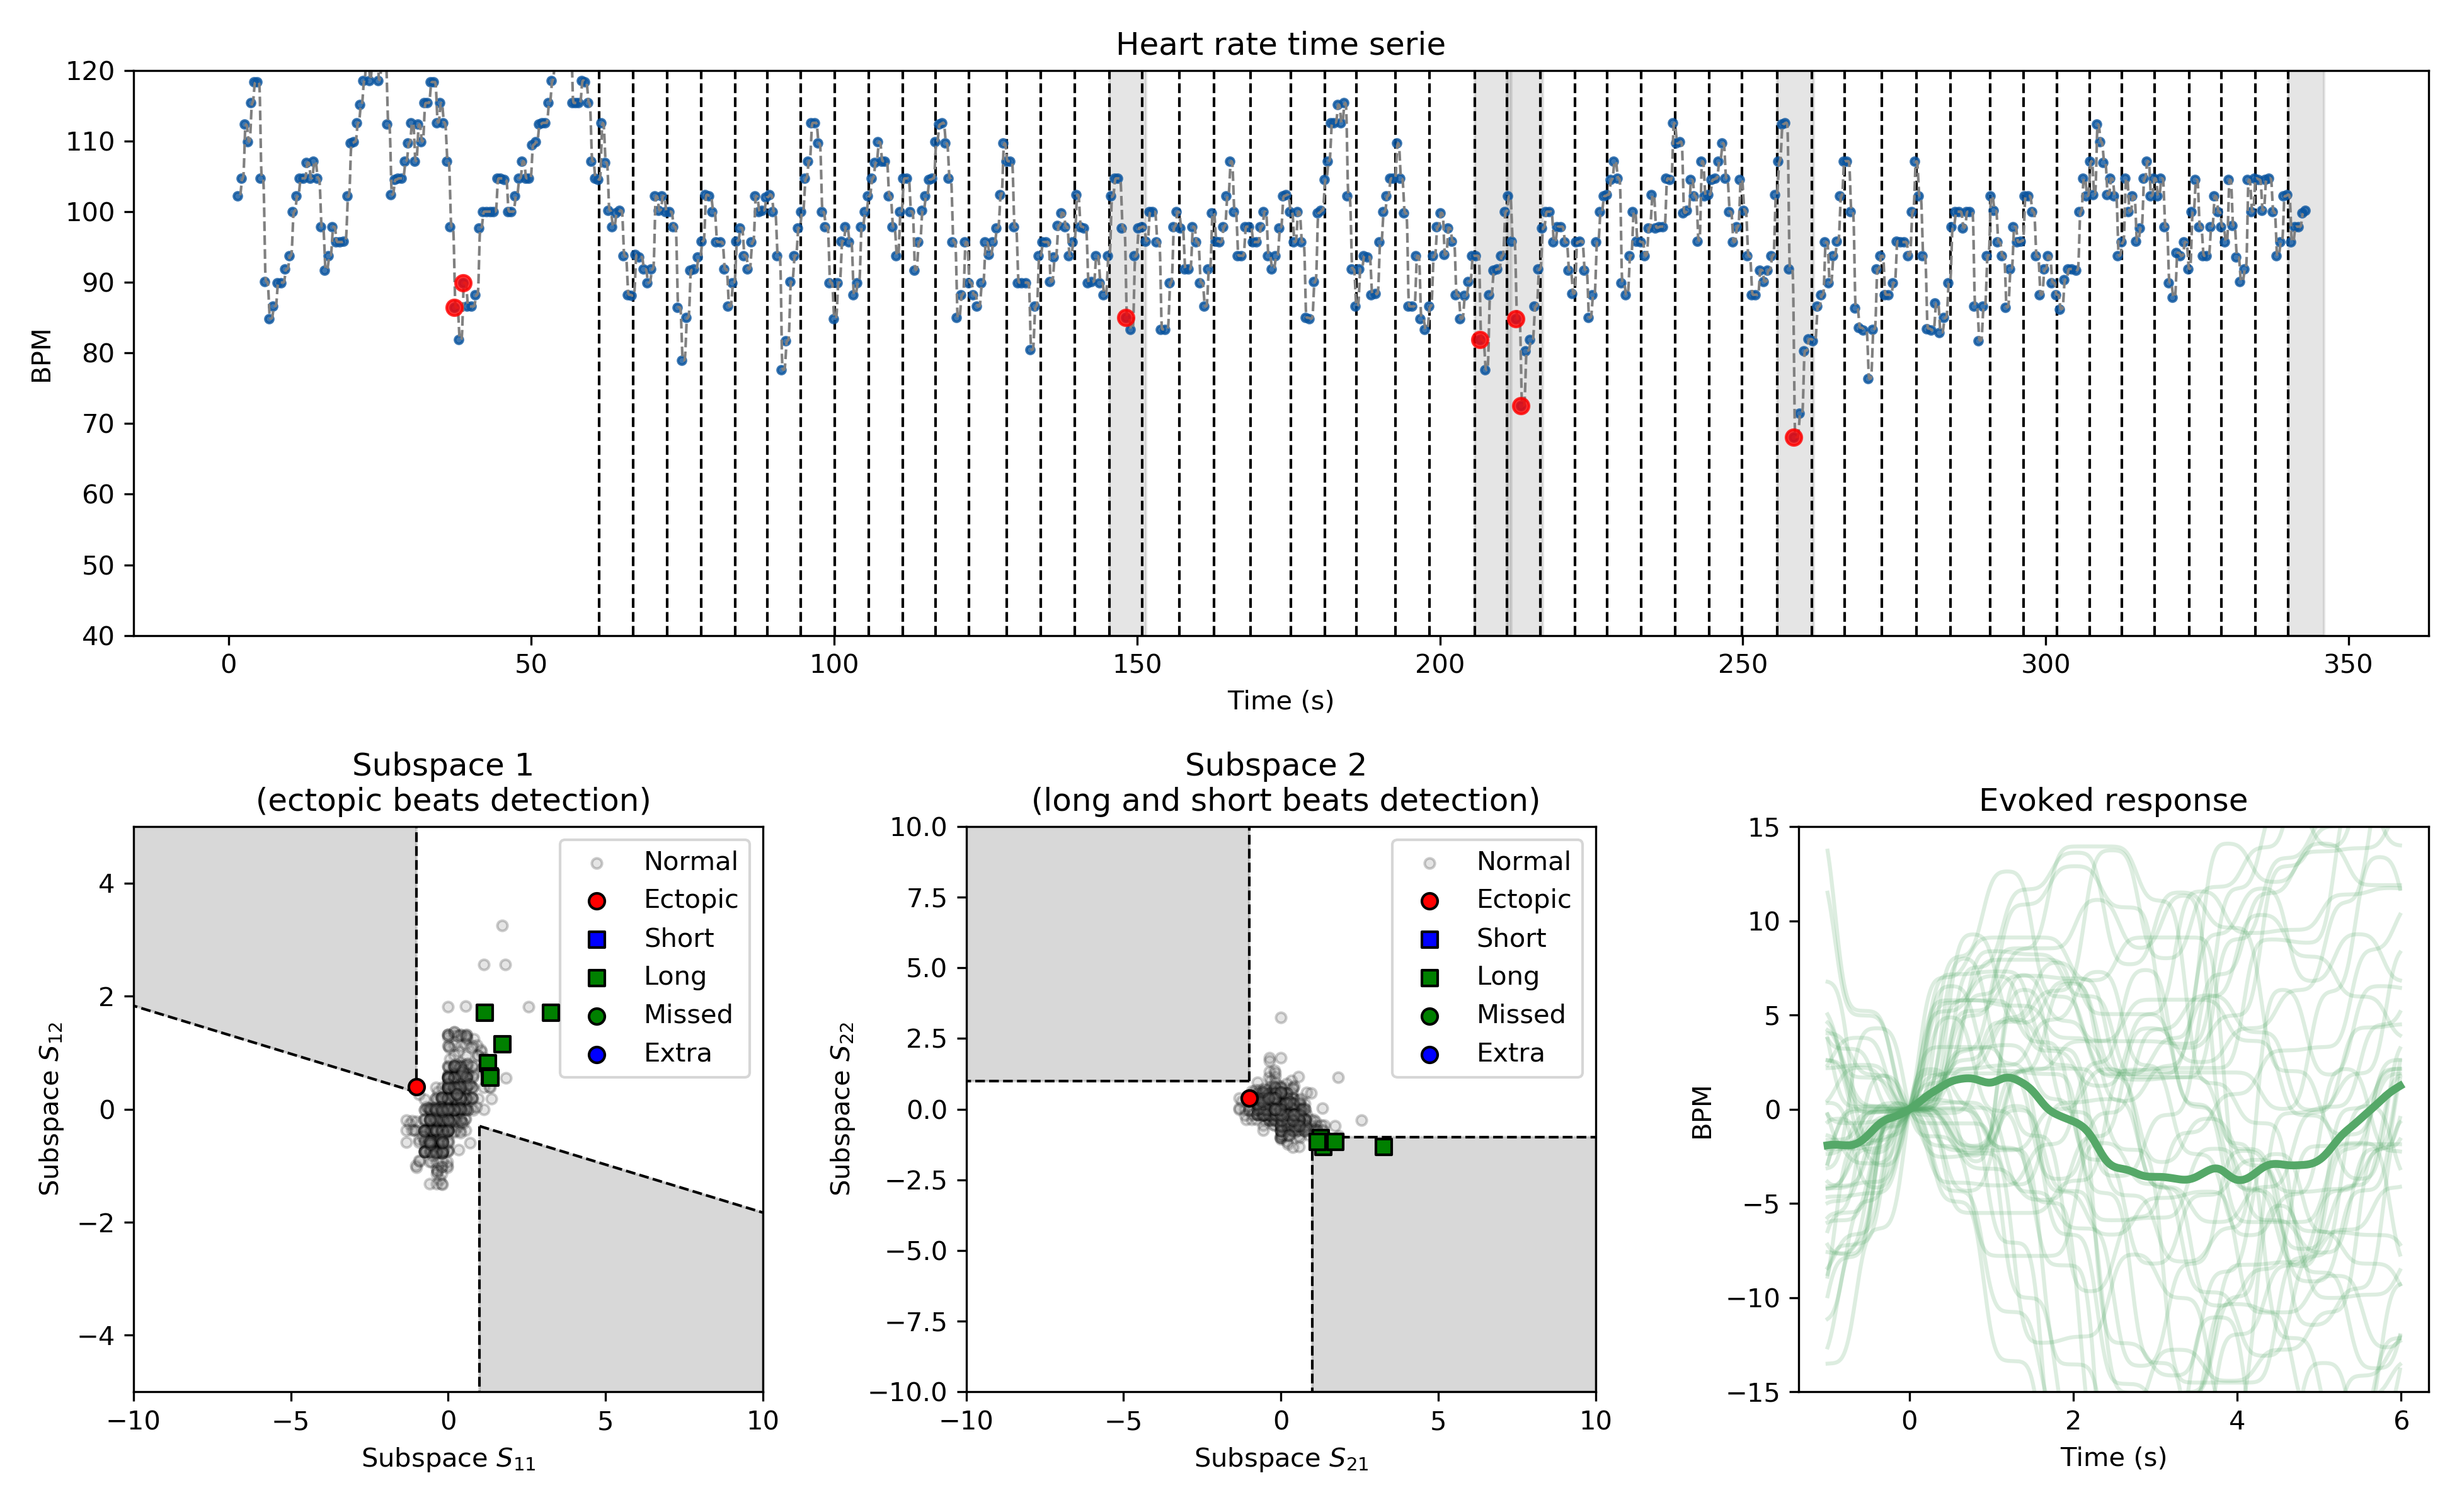 Heart rate time serie
120
110
100
90
80
70
60
50
40
BPM
0 50 100 150 200 250 300 350
Time (s)
Subspace 1
(ectopic beats detection)
4
2
0
−2
−4
Subspace S12
Normal
Ectopic
Short
Long
Missed
Extra
−10 −5 0 5 10
Subspace S11
Subspace 2
(long and short beats detection)
10.0
7.5
5.0
2.5
0.0
−2.5
−5.0
−7.5
−10.0
Subspace S22
Normal
Ectopic
Short
Long
Missed
Extra
−10 −5 0 5 10
Subspace S21
Evoked response
15
10
5
0
−5
−10
−15
BPM
0 2 4 6
Time (s)